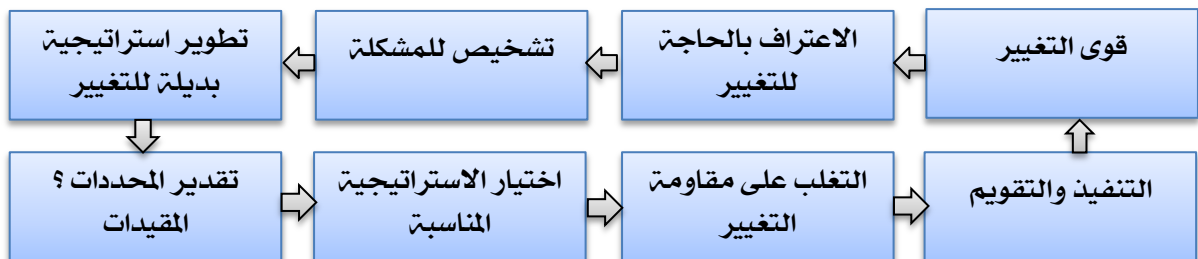 قوى التغيير
الاعتراف بالحاجة
للتغيير
تشخيص للمشكلة
تطوير استراتيجية
بديلة للتغيير
تقدير المحددات ؟
المقيدات
اختيار الاستراتيجية
المناسبة
التغلب على مقاومة
التغيير
التنفيذ والتقويم